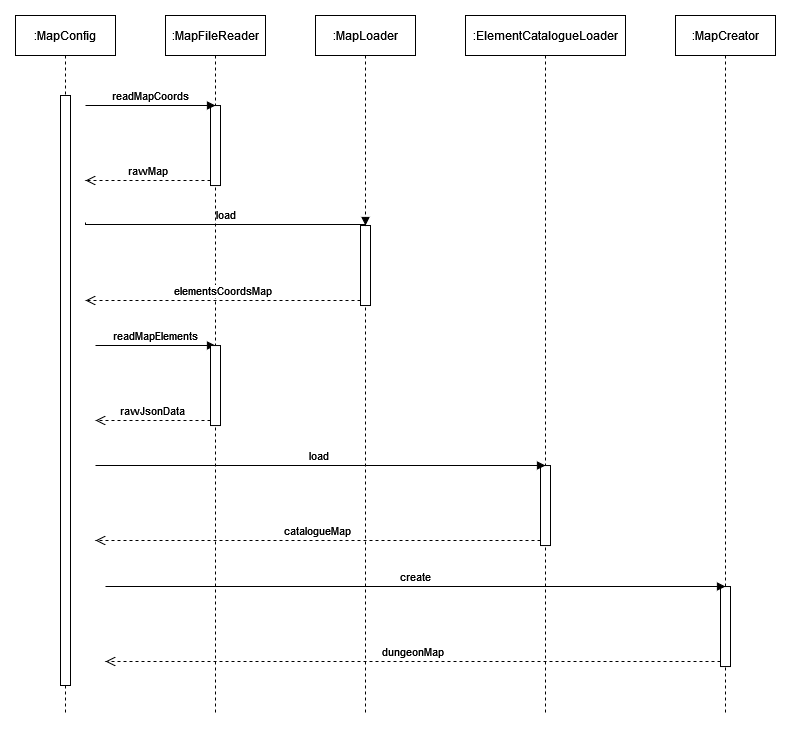 :MapConfig
:MapFileReader
:MapLoader
:ElementCatalogueLoader
:MapCreator
readMapCoords
rawMap
load
elementsCoordsMap
readMapElements
rawJsonData
load
catalogueMap
create
dungeonMap